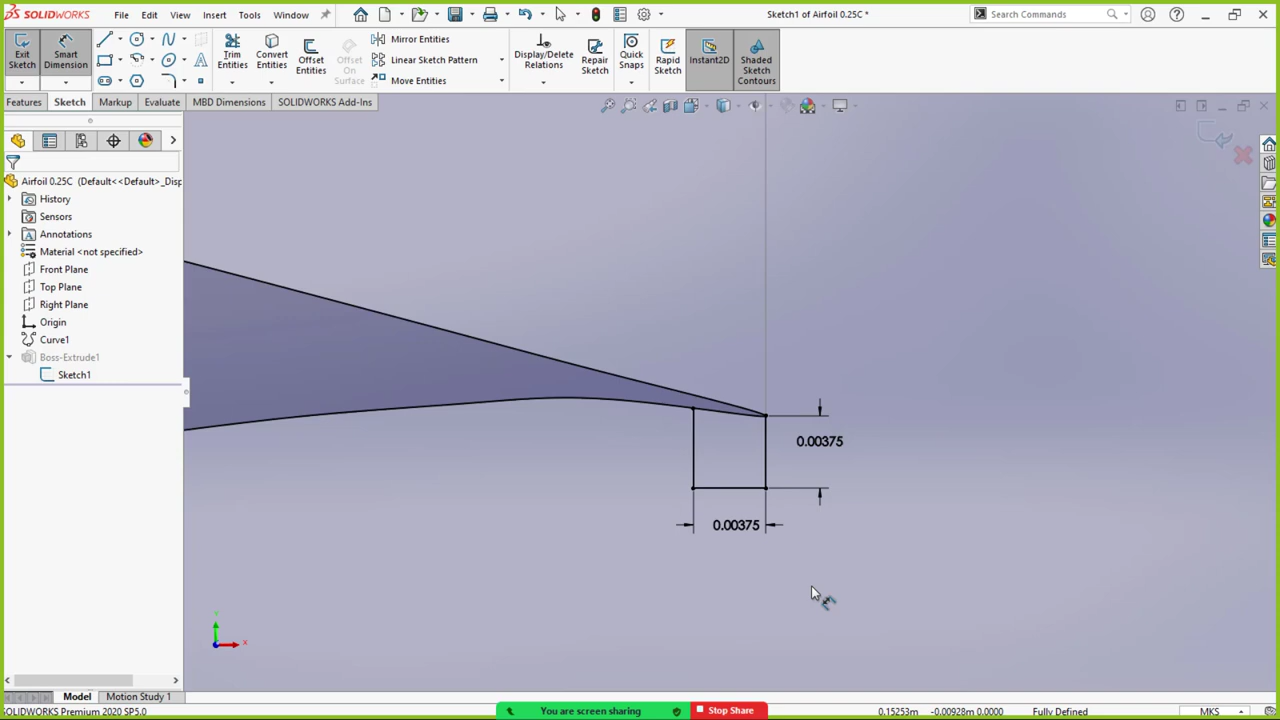 SOLIDWORKS File Edit View Insert Tools Window Sketch1 of Airfoil 0.25C * Search Commands
Exit Sketch
Smart Dimension
Trim Entities
Convert Entities
Offset Entities
Offset On Surface
Mirror Entities
Linear Sketch Pattern
Move Entities
Display/Delete Relations
Repair Sketch
Quick Snaps
Rapid Sketch
Instant2D
Shaded Sketch Contours
Features Sketch Markup Evaluate MBD Dimensions SOLIDWORKS Add-Ins
Airfoil 0.25C (Default<<Default>_Disp
History
Sensors
Annotations
Material <not specified>
Front Plane
Top Plane
Right Plane
Origin
Curve1
Boss-Extrude1
Sketch1
0.00375
0.00375
Y
X
Model Motion Study 1
SOLIDWORKS Premium 2020 SP5.0 You are screen sharing Stop Share 0.15253m -0.00928m 0.0000 Fully Defined MKS